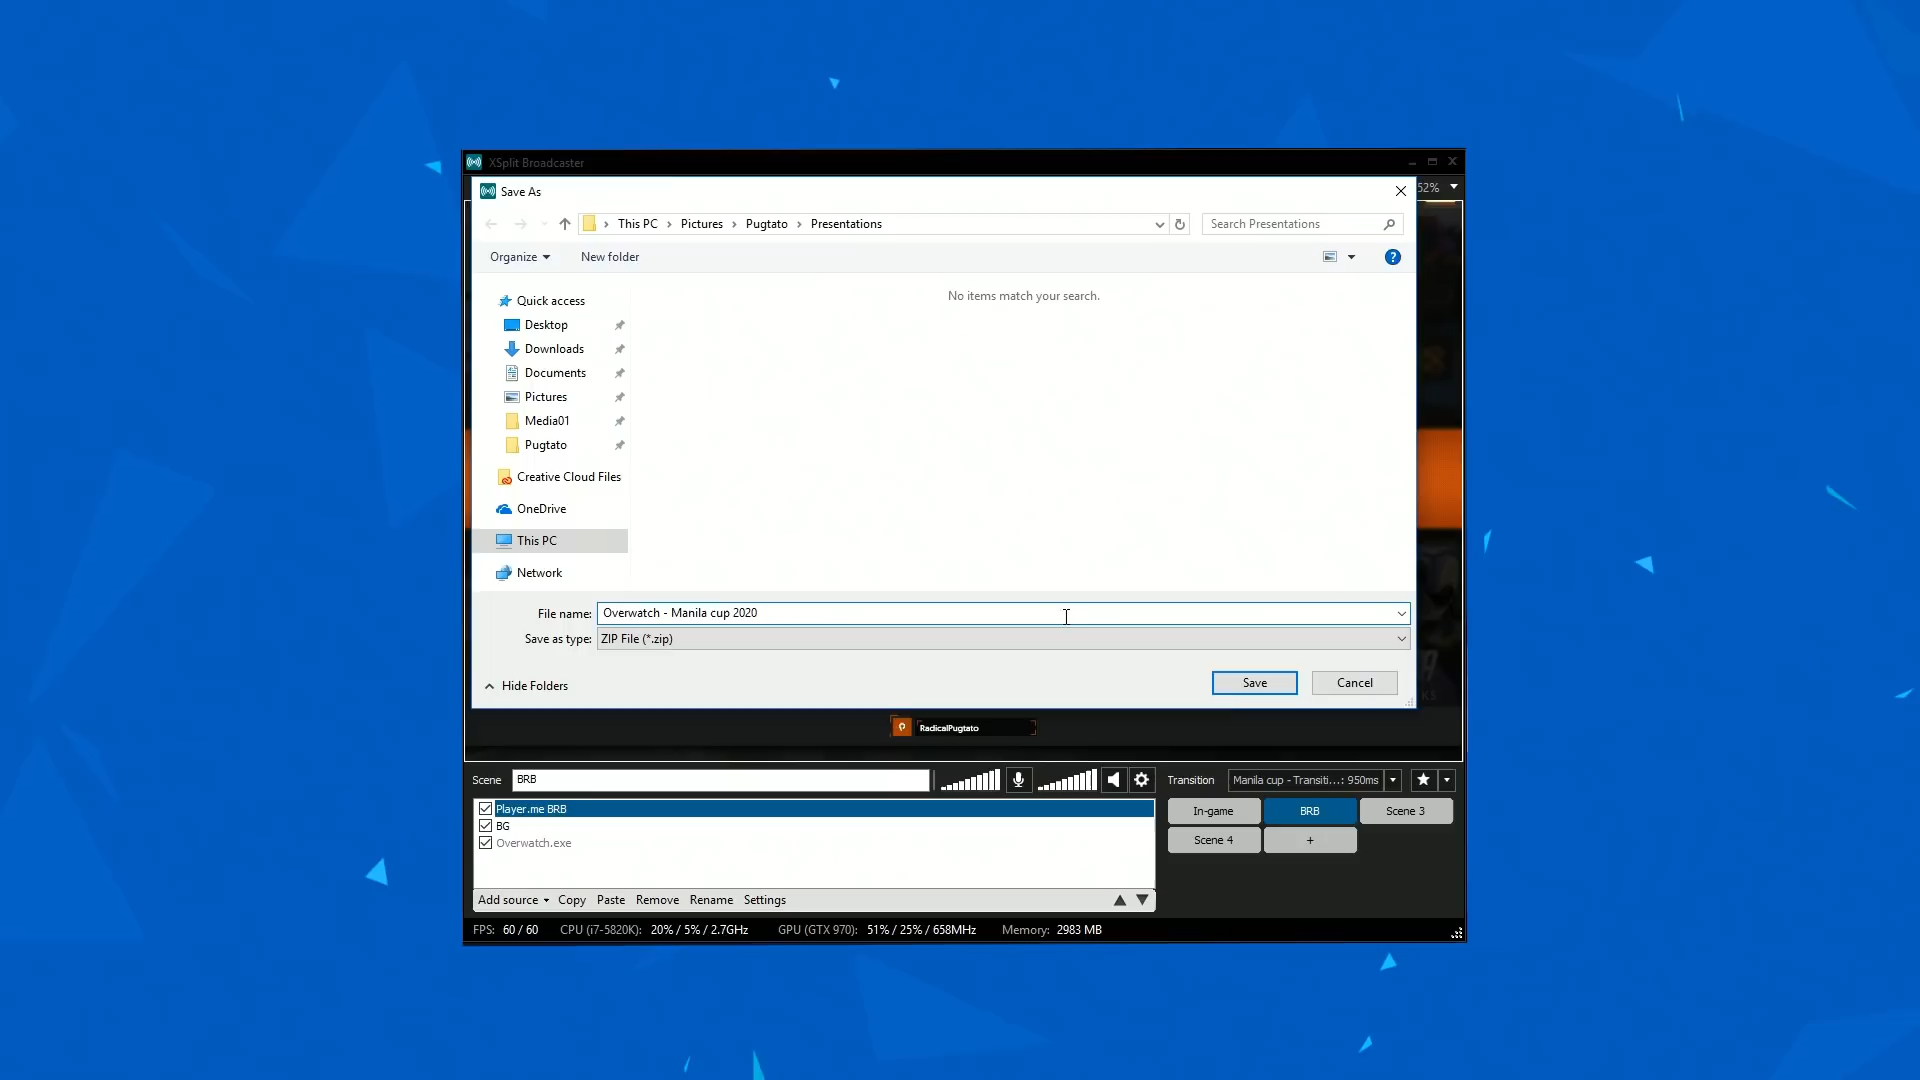 XSplit Broadcaster
Save As
52%
This PC > Pictures > Pugtato > Presentations
Search Presentations
Organize
New folder
?
Quick access
No items match your search.
Desktop
Downloads
Documents
Pictures
Media01
Pugtato
Creative Cloud Files
OneDrive
This PC
Network
File name: Overwatch - Manila cup 2020
Save as type: ZIP File (*.zip)
Hide Folders
Save
Cancel
RadicalPugtato
Scene BRB
Transition Manila cup - Transiti...: 950ms
Player.me BRB
BG
Overwatch.exe
In-game BRB Scene 3
Scene 4 +
Add source Copy Paste Remove Rename Settings
FPS: 60 / 60 CPU (i7-5820K): 20% / 5% / 2.7GHz GPU (GTX 970): 51% / 25% / 658MHz Memory: 2983 MB